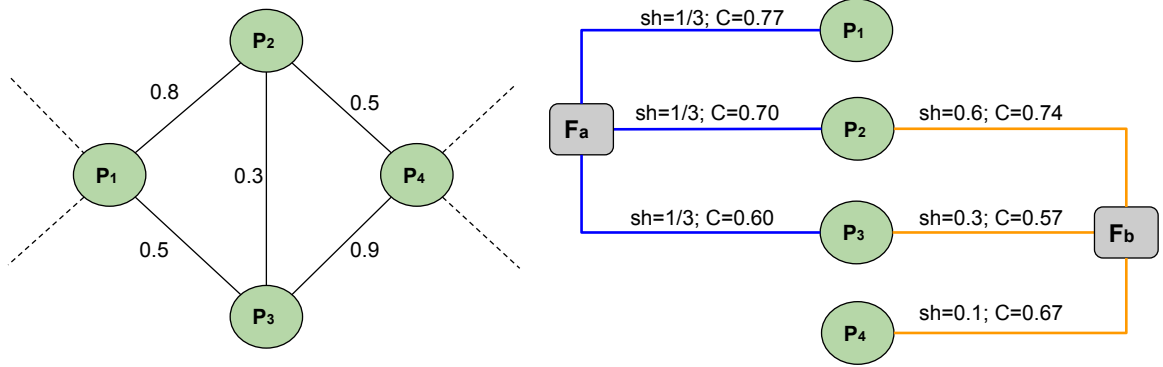 P2
0.8
0.5
P1
0.3
P4
0.5
0.9
P3
sh=1/3; C=0.77
P1
Fa
sh=1/3; C=0.70
P2
sh=0.6; C=0.74
sh=1/3; C=0.60
P3
sh=0.3; C=0.57
Fb
P4
sh=0.1; C=0.67